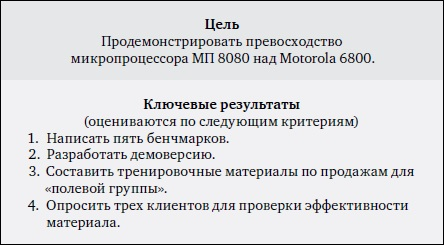 Цель
Продемонстрировать превосходство
микропроцессора МП 8080 над Motorola 6800.
Ключевые результаты
(оцениваются по следующим критериям)
1. Написать пять бенчмарков.
2. Разработать демоверсию.
3. Составить тренировочные материалы по продажам для
«полевой группы».
4. Опросить трех клиентов для проверки эффективности
материала.